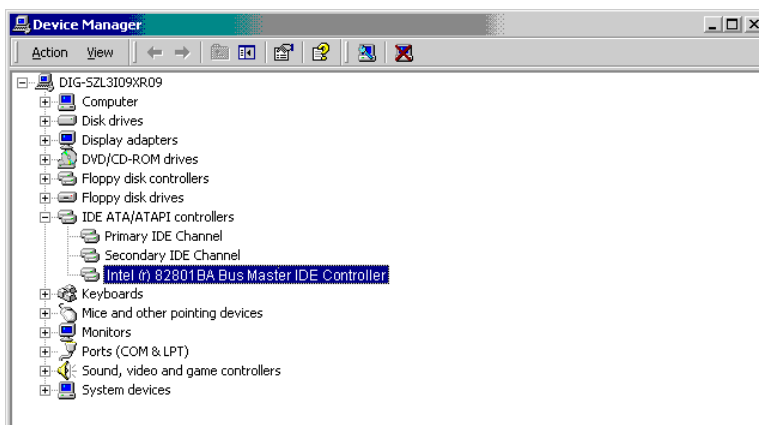 Device Manager
Action View
DIG-SZL3I09XR09
Computer
Disk drives
Display adapters
DVD/CD-ROM drives
Floppy disk controllers
Floppy disk drives
IDE ATA/ATAPI controllers
Primary IDE Channel
Secondary IDE Channel
Intel (r) 82801BA Bus Master IDE Controller
Keyboards
Mice and other pointing devices
Monitors
Ports (COM & LPT)
Sound, video and game controllers
System devices